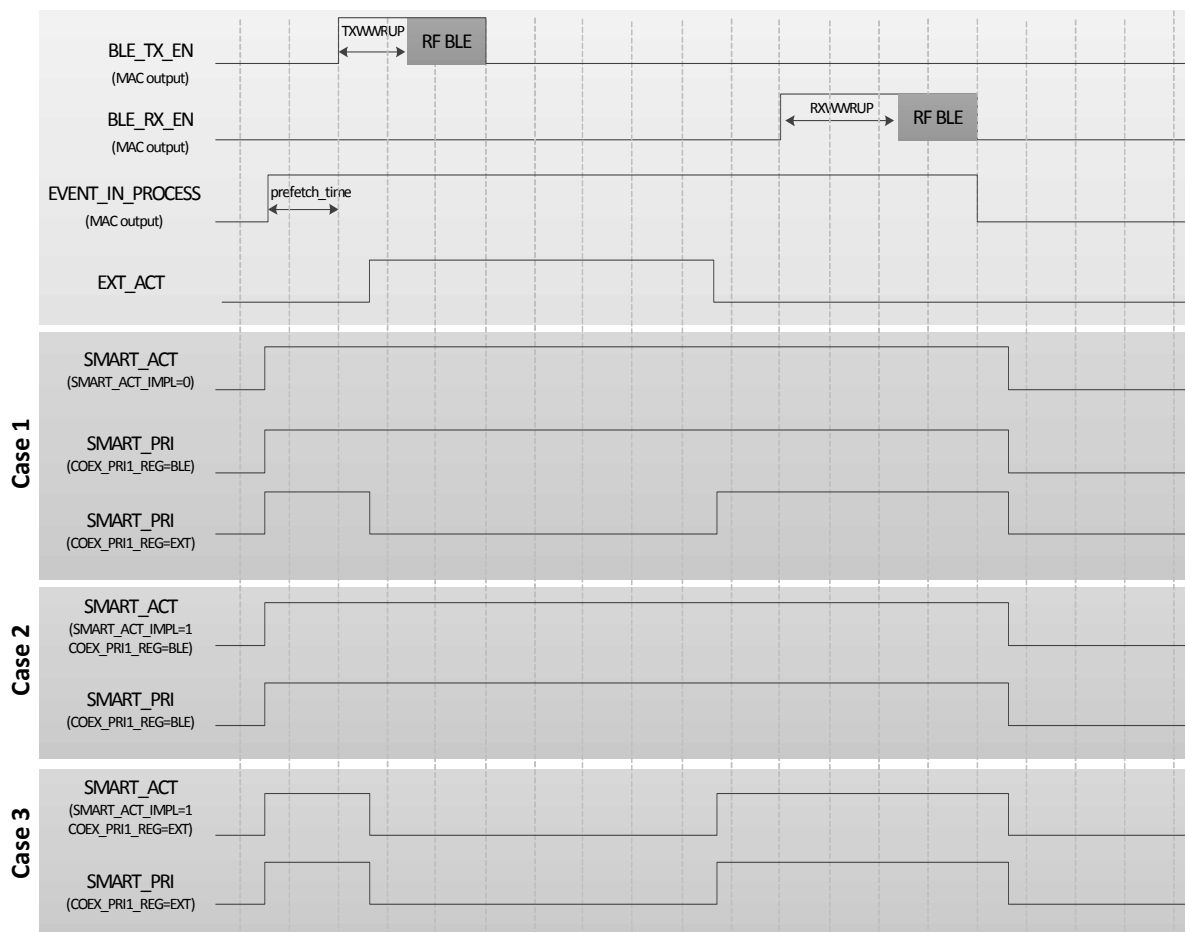 TXWWRUP
RF BLE
BLE_TX_EN
(MAC output)
RXWWRUP
RF BLE
BLE_RX_EN
(MAC output)
prefetch_time
EVENT_IN_PROCESS
(MAC output)
EXT_ACT
Case 1
SMART_ACT
(SMART_ACT_IMPL=0)
SMART_PRI
(COEX_PRI1_REG=BLE)
SMART_PRI
(COEX_PRI1_REG=EXT)
Case 2
SMART_ACT
(SMART_ACT_IMPL=1
COEX_PRI1_REG=BLE)
SMART_PRI
(COEX_PRI1_REG=BLE)
Case 3
SMART_ACT
(SMART_ACT_IMPL=1
COEX_PRI1_REG=EXT)
SMART_PRI
(COEX_PRI1_REG=EXT)